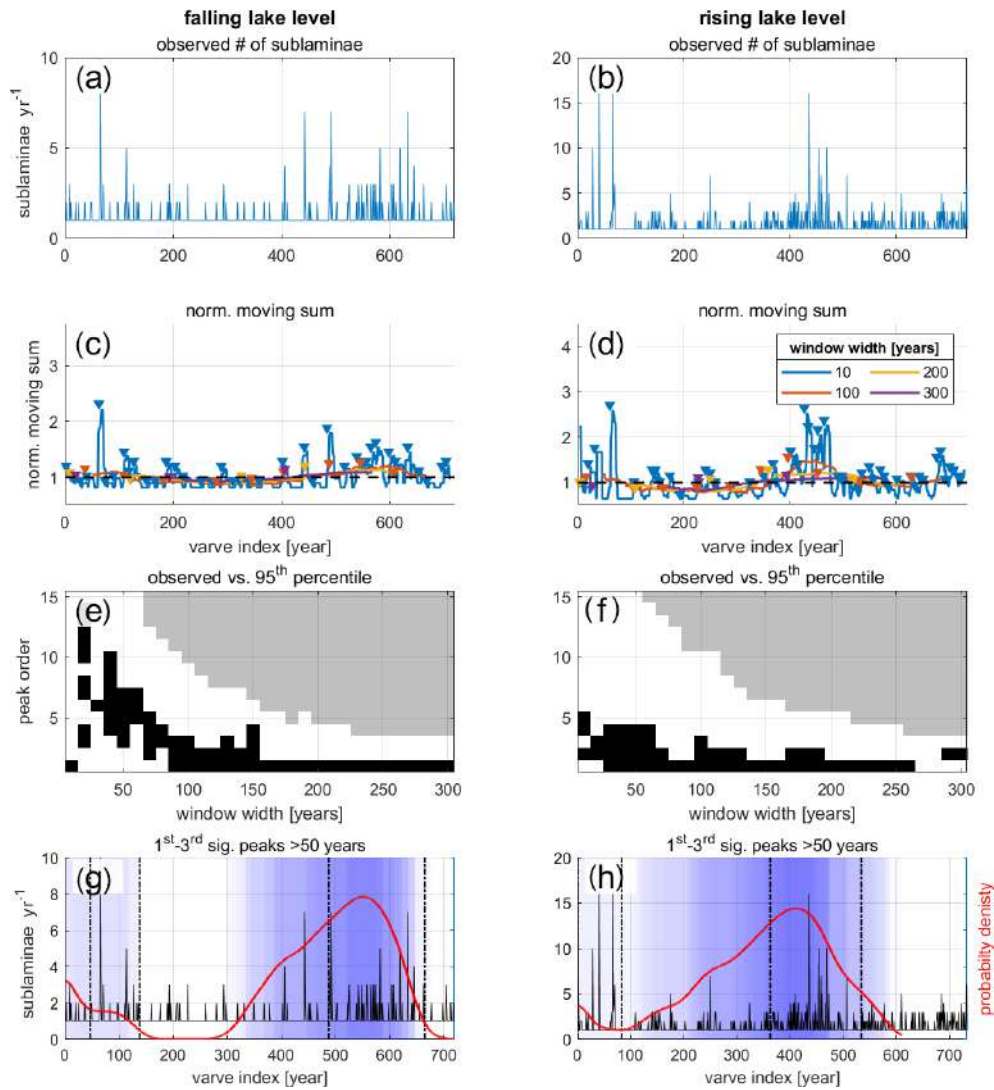 falling lake level
rising lake level
observed # of sublaminae
observed # of sublaminae
(a)
(b)
sublaminae yr-1
10
5
0
0 200 400 600
20
15
10
5
0
0 200 400 600
norm. moving sum
norm. moving sum
(c)
(d)
norm. moving sum
3
2
1
0 200 400 600
varve index [year]
window width [years]
10 200
100 300
4
3
2
1
0 200 400 600
varve index [year]
observed vs. 95th percentile
observed vs. 95th percentile
(e)
(f)
peak order
15
10
5
50 100 150 200 250 300
window width [years]
15
10
5
50 100 150 200 250 300
window width [years]
1st-3rd sig. peaks >50 years
1st-3rd sig. peaks >50 years
(g)
(h)
sublaminae yr-1
10
8
6
4
2
0
0 100 200 300 400 500 600 700
varve index [year]
20
15
10
5
0
0 100 200 300 400 500 600 700
varve index [year]
probabiity denisty